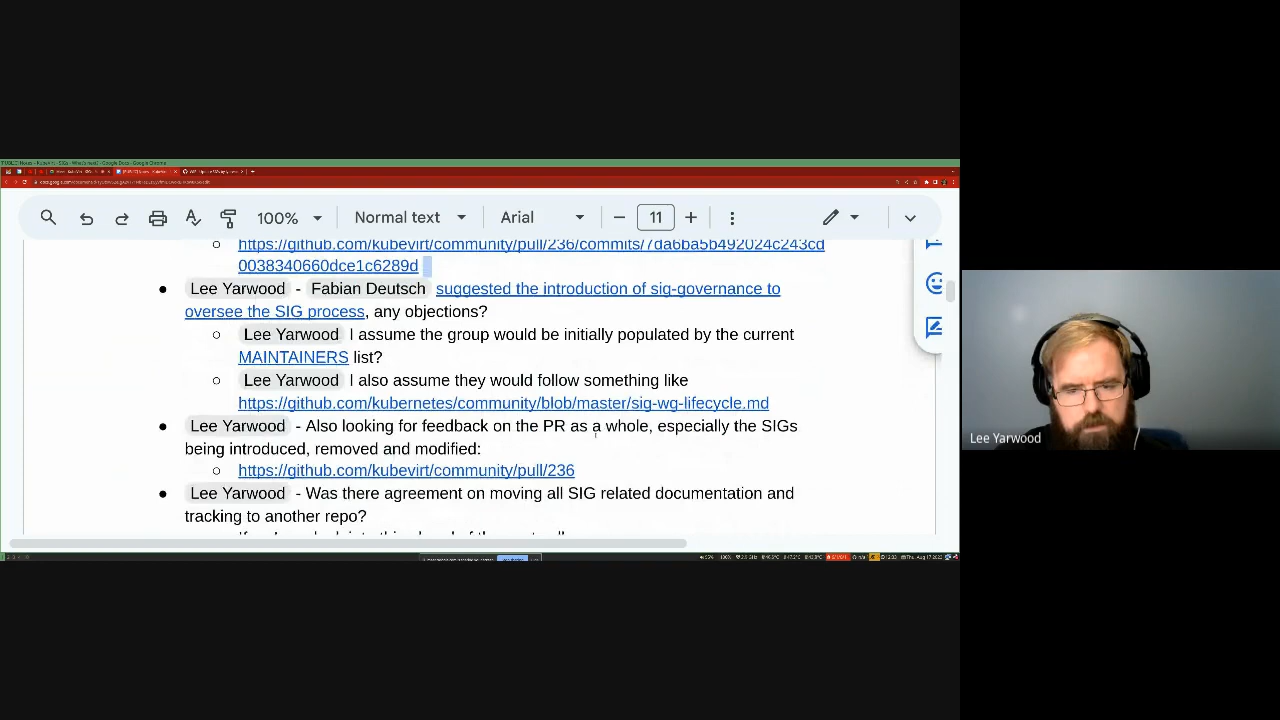 100%
Normal text
Arial
11
https://github.com/kubevirt/community/pull/236/commits/7da6ba5b492024c243cd
0038340660dce1c6289d
Lee Yarwood - Fabian Deutsch suggested the introduction of sig-governance to
oversee the SIG process, any objections?
Lee Yarwood I assume the group would be initially populated by the current
MAINTAINERS list?
Lee Yarwood I also assume they would follow something like
https://github.com/kubernetes/community/blob/master/sig-wg-lifecycle.md
Lee Yarwood - Also looking for feedback on the PR as a whole, especially the SIGs
being introduced, removed and modified:
https://github.com/kubevirt/community/pull/236
Lee Yarwood - Was there agreement on moving all SIG related documentation and
tracking to another repo?
Lee Yarwood